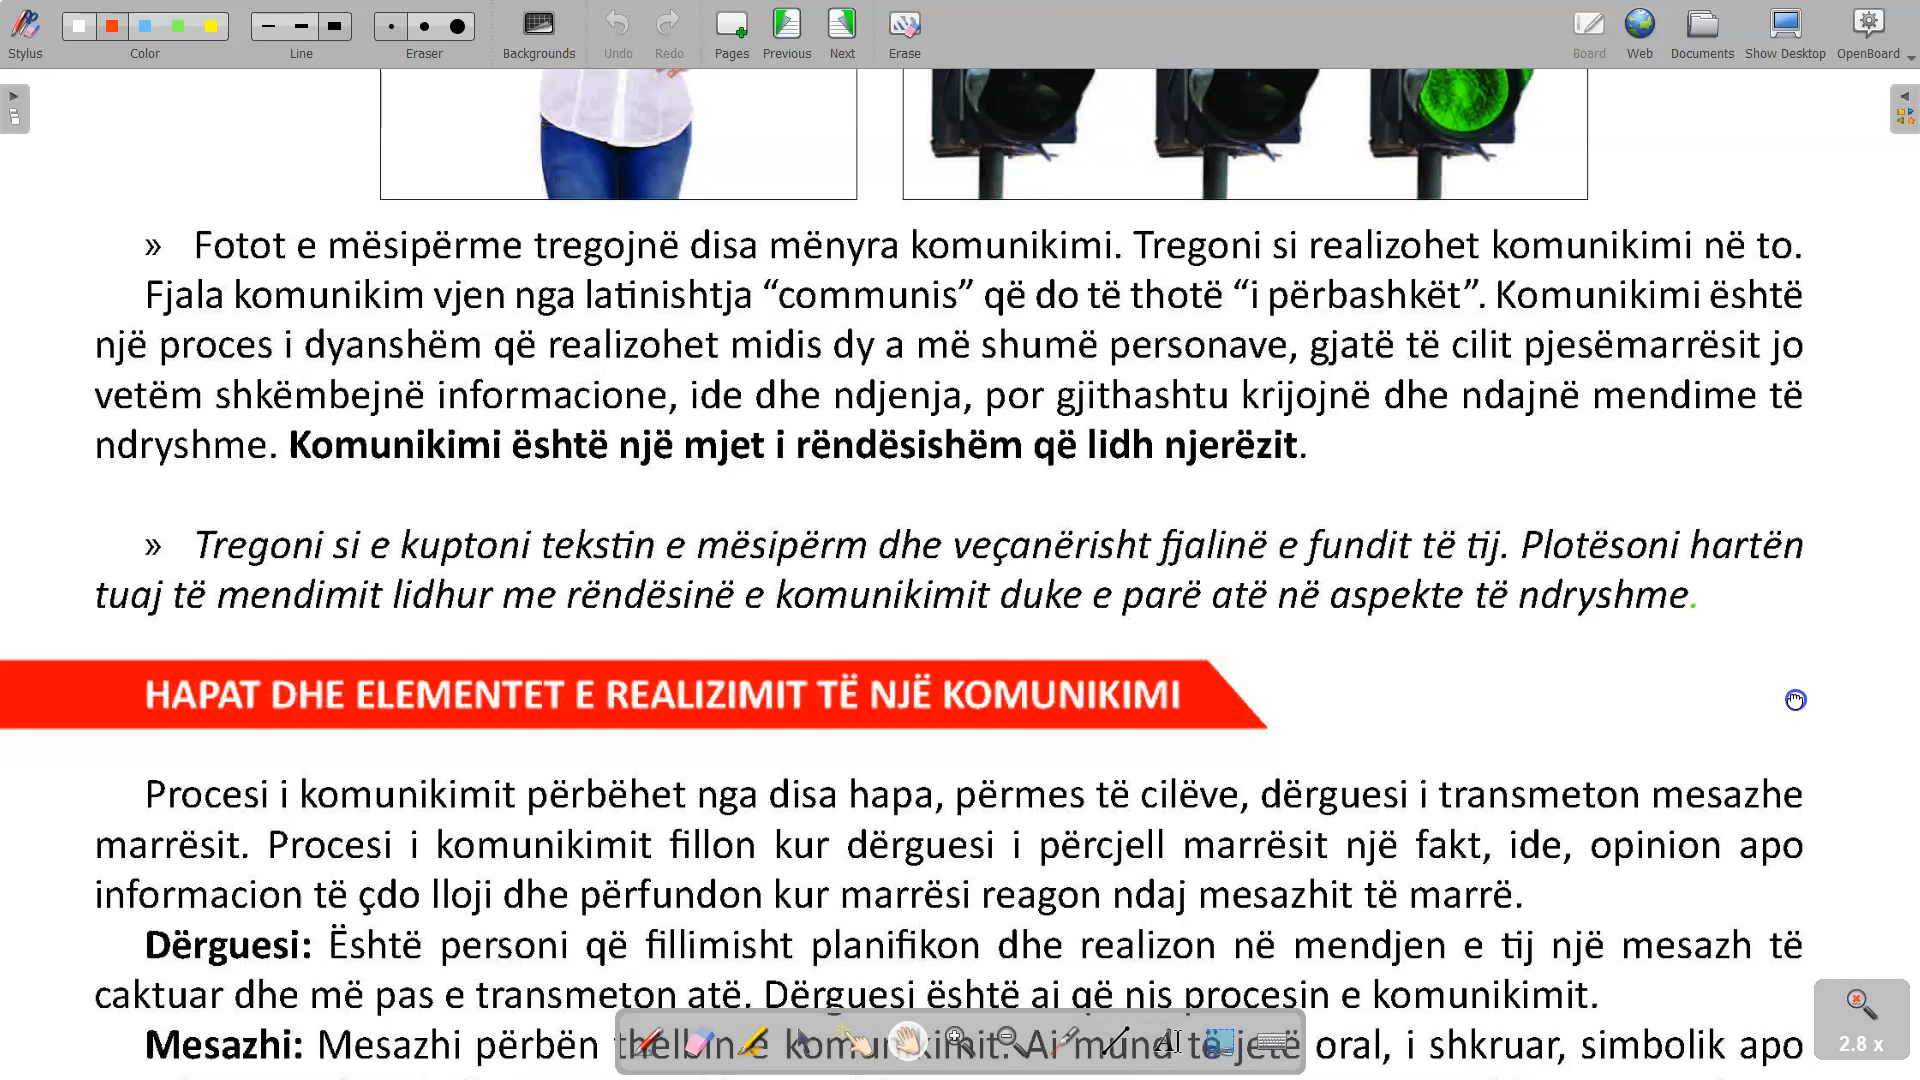 Stylus
Color
Line
Eraser
Backgrounds
Undo
Redo
Pages
Previous
Next
Erase
Board
Web
Documents
Show Desktop
OpenBoard
» Fotot e mësipërme tregojnë disa mënyra komunikimi. Tregoni si realizohet komunikimi në to.
Fjala komunikim vjen nga latinishtja “communis” që do të thotë “i përbashkët”. Komunikimi është
një proces i dyanshëm që realizohet midis dy a më shumë personave, gjatë të cilit pjesëmarrësit jo
vetëm shkëmbejnë informacione, ide dhe ndjenja, por gjithashtu krijojnë dhe ndajnë mendime të
ndryshme. Komunikimi është një mjet i rëndësishëm që lidh njerëzit.
» Tregoni si e kuptoni tekstin e mësipërm dhe veçanërisht fjalinë e fundit të tij. Plotësoni hartën
tuaj të mendimit lidhur me rëndësinë e komunikimit duke e parë atë në aspekte të ndryshme.
HAPAT DHE ELEMENTET E REALIZIMIT TË NJË KOMUNIKIMI
Procesi i komunikimit përbëhet nga disa hapa, përmes të cilëve, dërguesi i transmeton mesazhe
marrësit. Procesi i komunikimit fillon kur dërguesi i përcjell marrësit një fakt, ide, opinion apo
informacion të çdo lloji dhe përfundon kur marrësi reagon ndaj mesazhit të marrë.
Dërguesi: Është personi që fillimisht planifikon dhe realizon në mendjen e tij një mesazh të
caktuar dhe më pas e transmeton atë. Dërguesi është ai që nis procesin e komunikimit.
Mesazhi: Mesazhi përbën thelbin e komunikimit. Ai mund të jetë oral, i shkruar, simbolik apo
2.8 x